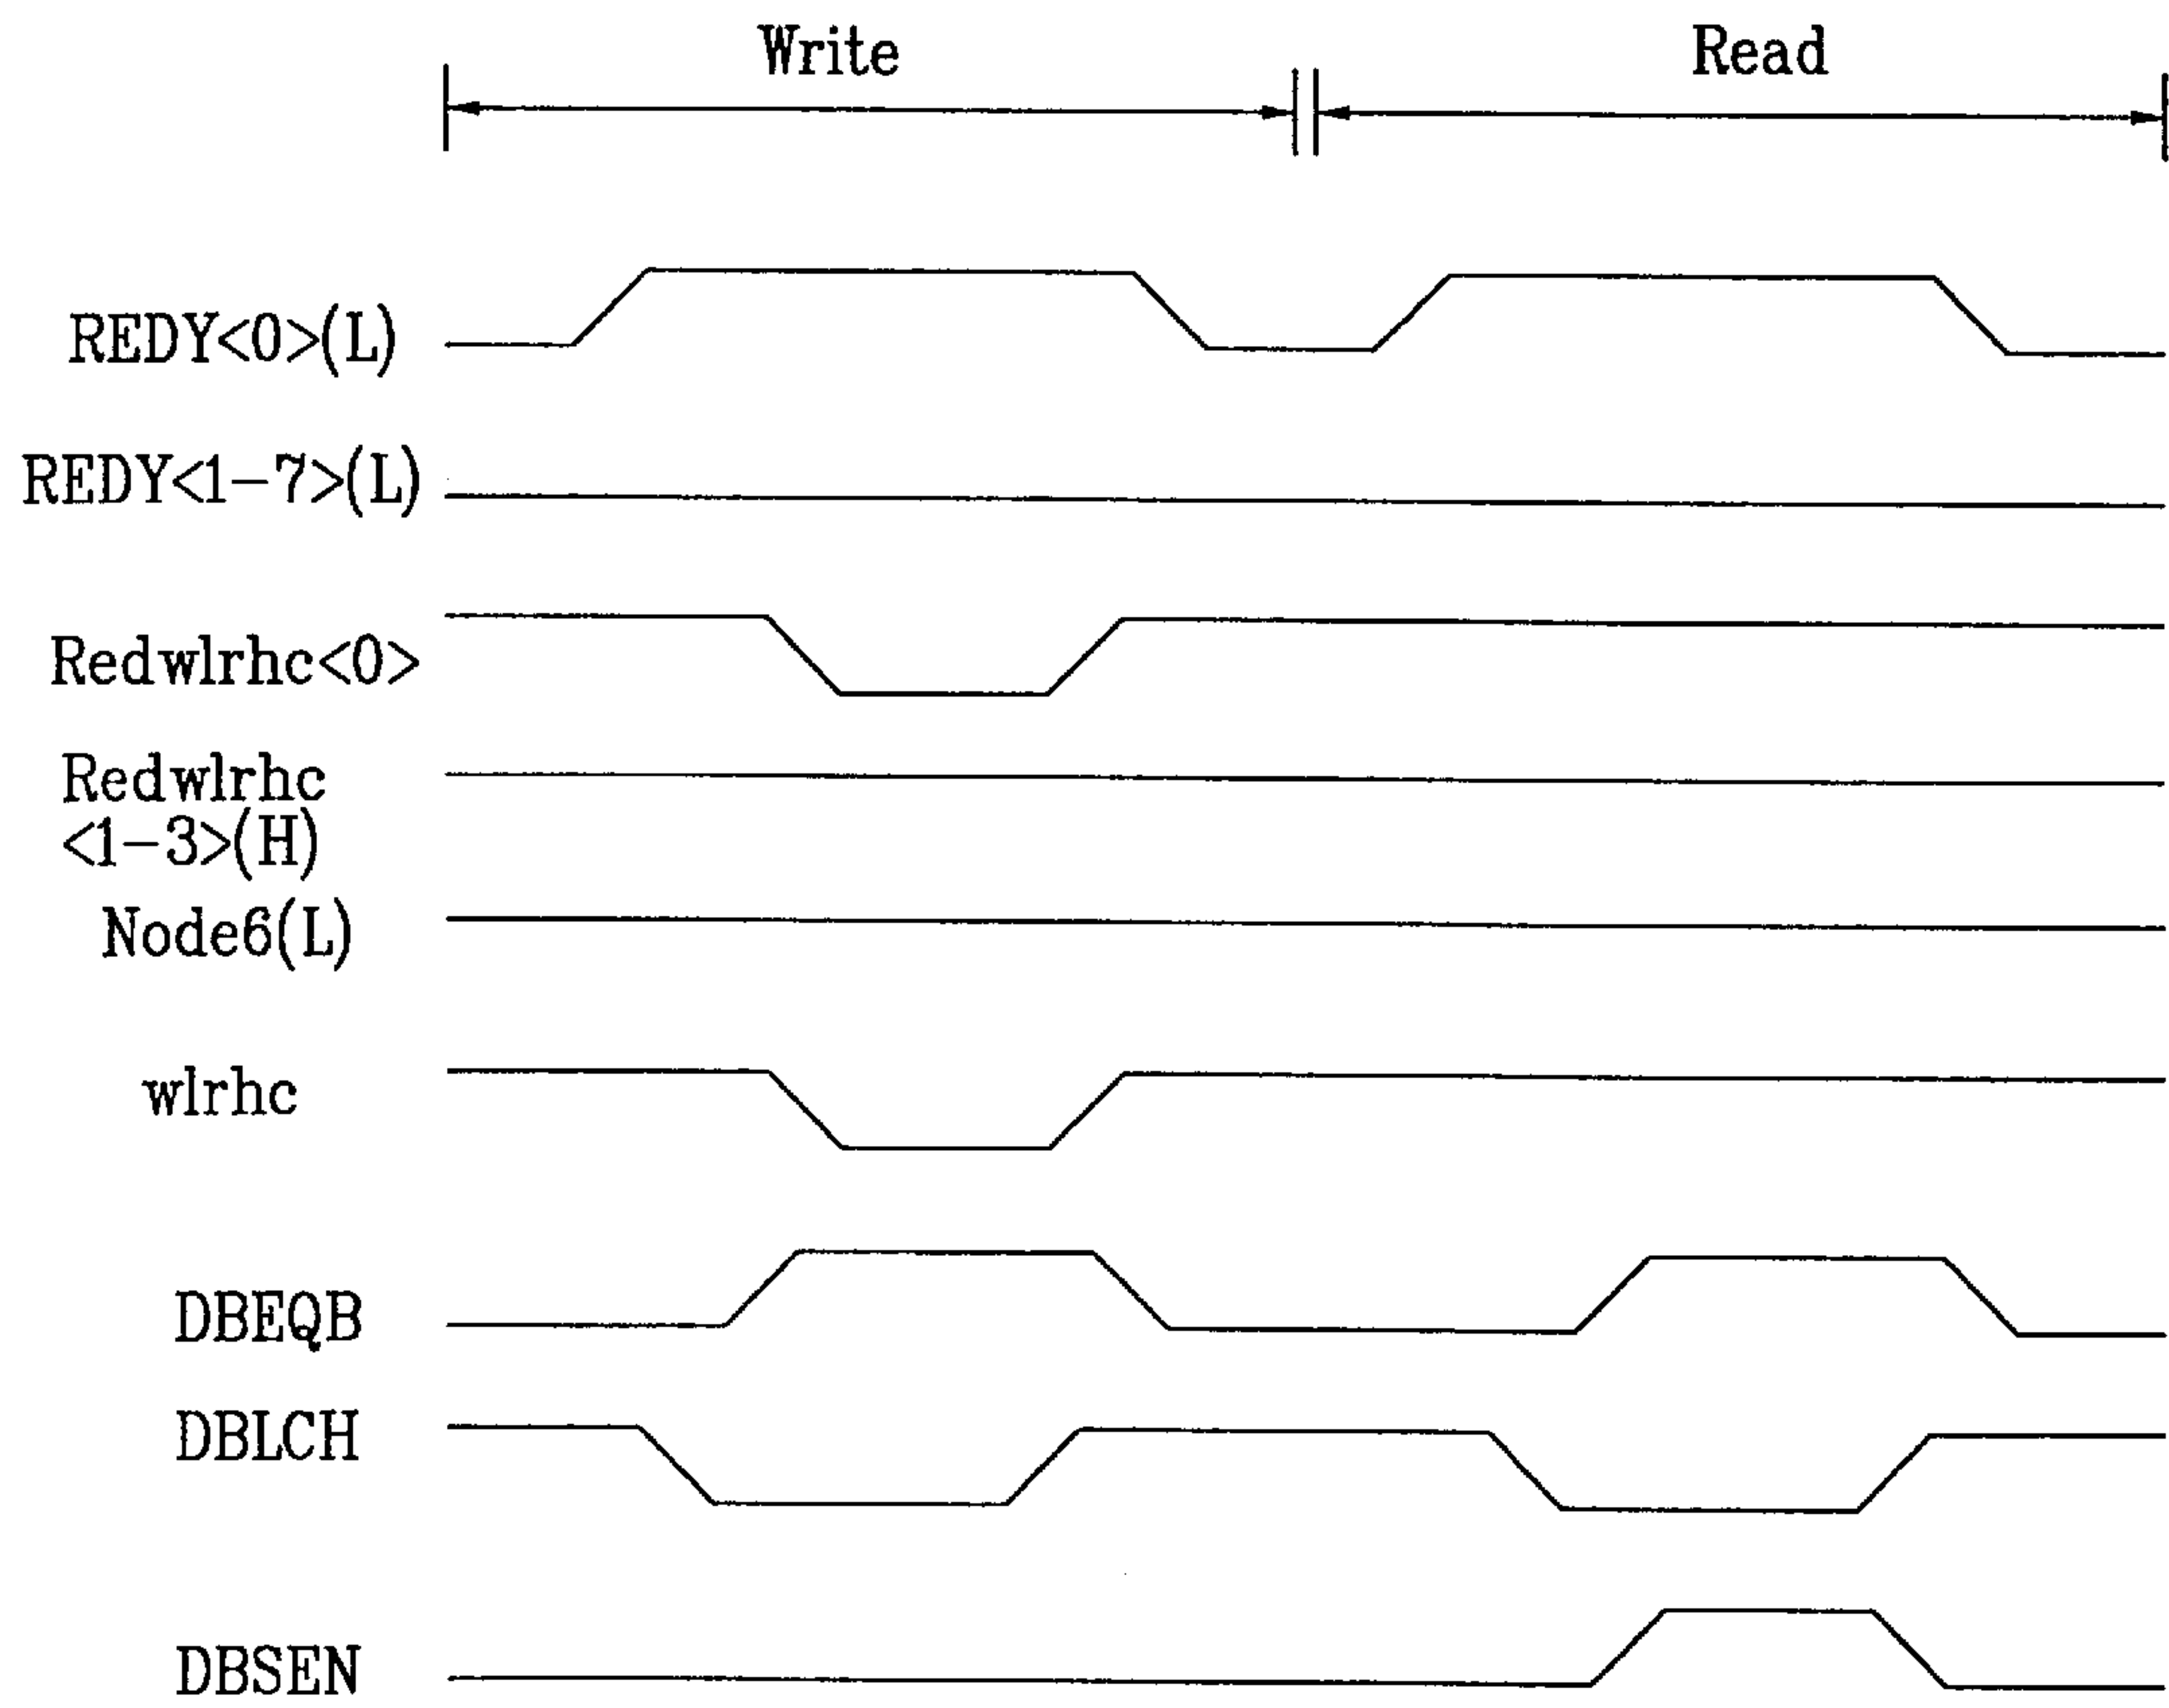 Write
Read
REDY<0>(L)
REDY<1-7>(L)
Redwlrhc<0>
Redwlrhc
<1-3>(H)
Node6(L)
wlrhc
DBEQB
DBLCH
DBSEN